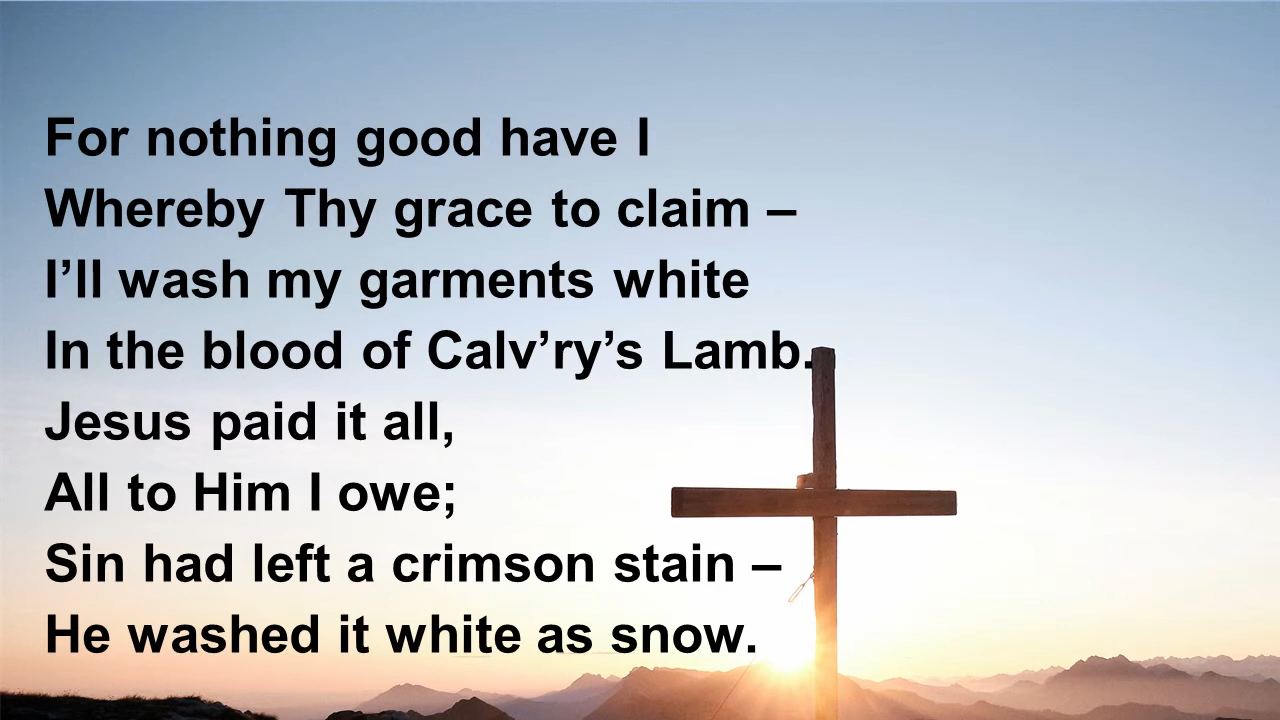 For nothing good have I
Whereby Thy grace to claim –
I’ll wash my garments white
In the blood of Calv’ry’s Lamb.
Jesus paid it all,
All to Him I owe;
Sin had left a crimson stain –
He washed it white as snow.